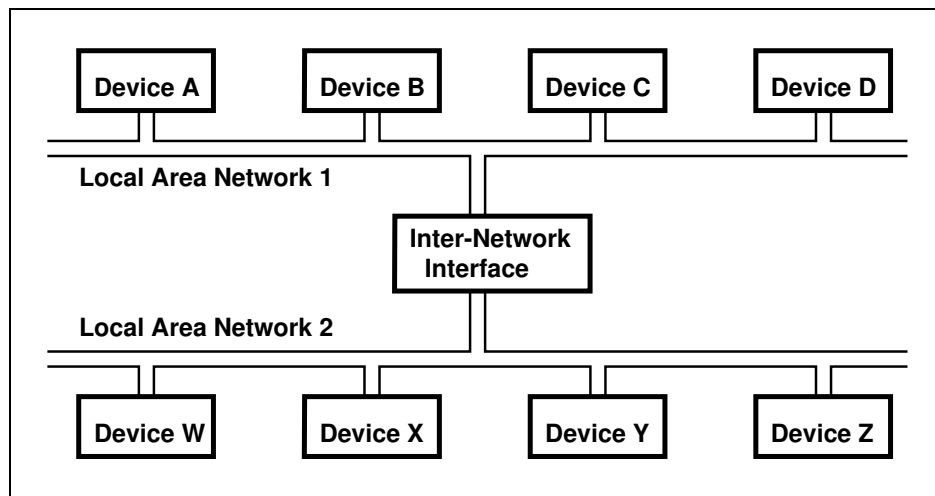 Device A
Device B
Device C
Device D
Local Area Network 1
Inter-Network
Interface
Local Area Network 2
Device W
Device X
Device Y
Device Z